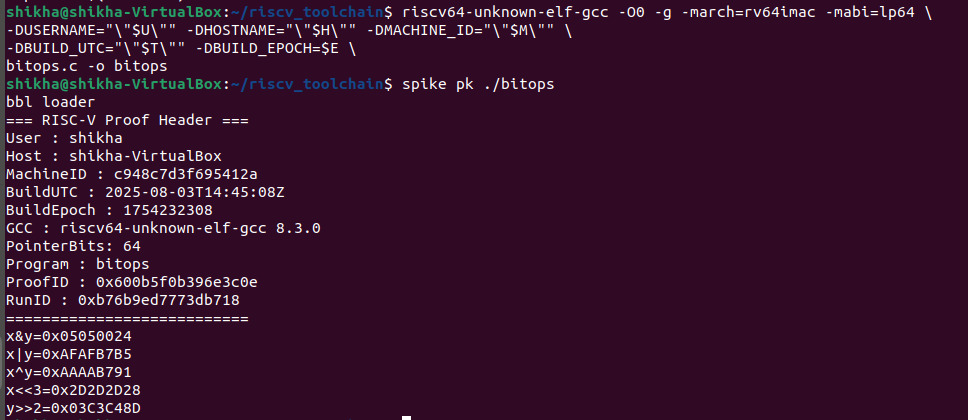 shikha@shikha-VirtualBox:~/riscv_toolchain$ riscv64-unknown-elf-gcc -O0 -g -march=rv64imac -mabi=lp64 \
-DUSERNAME="\"$U\"" -DHOSTNAME="\"$H\"" -DMACHINE_ID="\"$M\"" \
-DBUILD_UTC="\"$T\"" -DBUILD_EPOCH=$E \
bitops.c -o bitops
shikha@shikha-VirtualBox:~/riscv_toolchain$ spike pk ./bitops
bbl loader
=== RISC-V Proof Header ===
User : shikha
Host : shikha-VirtualBox
MachineID : c948c7d3f695412a
BuildUTC : 2025-08-03T14:45:08Z
BuildEpoch : 1754232308
GCC : riscv64-unknown-elf-gcc 8.3.0
PointerBits: 64
Program : bitops
ProofID : 0x600b5f0b396e3c0e
RunID : 0xb76b9ed7773db718
===========================
x&y=0x05050024
x|y=0xAFAFB7B5
x^y=0xAAAAB791
x<<3=0x2D2D2D28
y>>2=0x03C3C48D